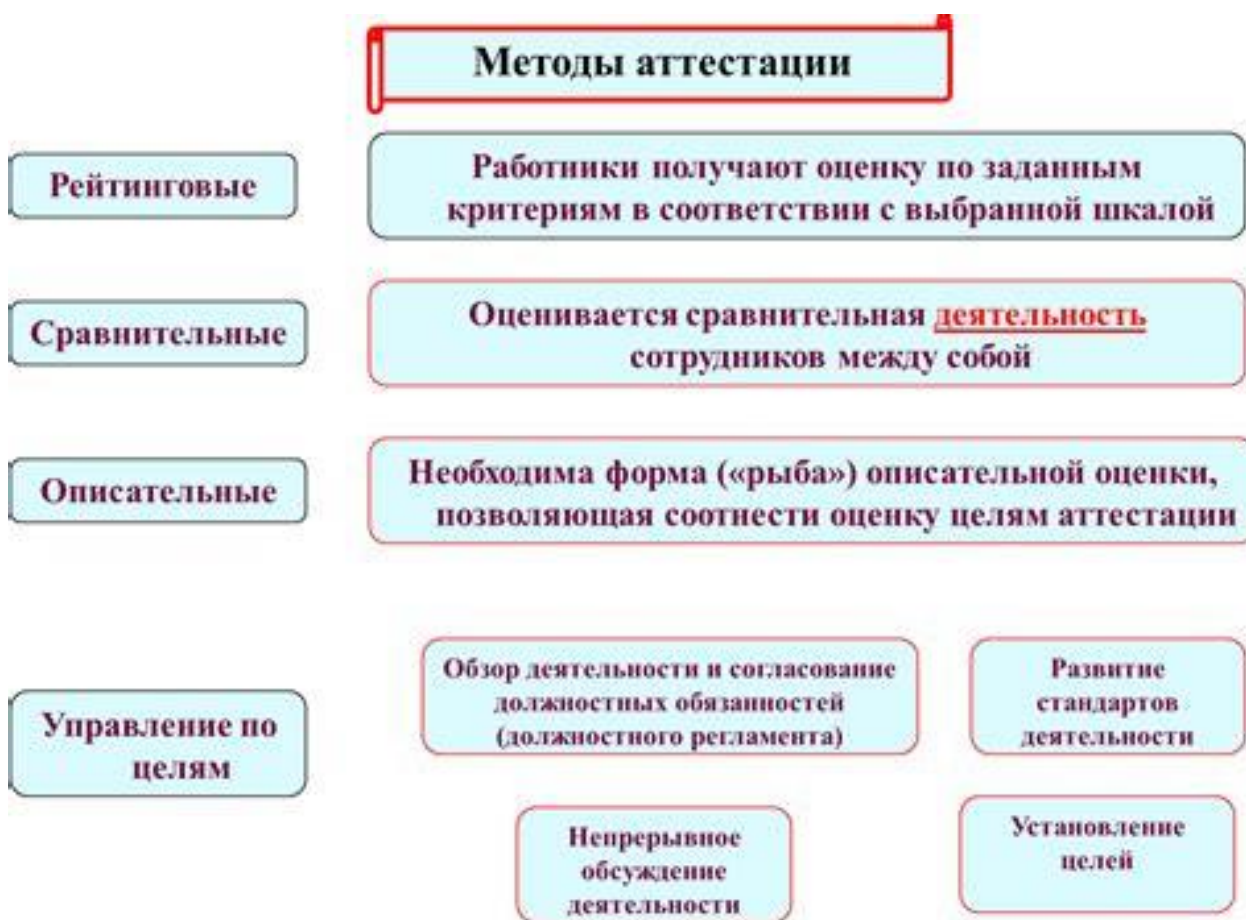 Методы аттестации
Рейтинговые
Работники получают оценку по заданным
критериям в соответствии с выбранной шкалой
Сравнительные
Оценивается сравнительная деятельность
сотрудников между собой
Описательные
Необходима форма («рыба») описательной оценки,
позволяющая соотнести оценку целям аттестации
Управление по
целям
Обзор деятельности и согласование
должностных обязанностей
(должностного регламента)
Развитие
стандартов
деятельности
Непрерывное
обсуждение
деятельности
Установление
целей